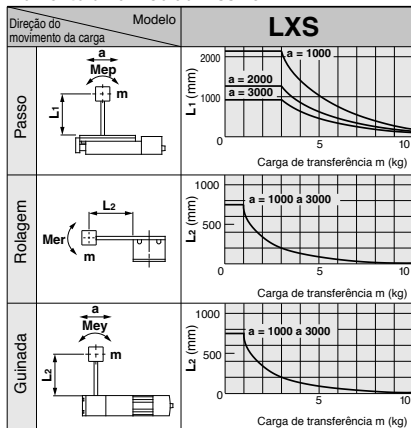 Modelo
Direção do
movimento da carga
LXS
Passo
a
Mep
m
L1
L1 (mm)
2000
1000
0
a = 1000
a = 2000
a = 3000
5
10
Carga de transferência m (kg)
Rolagem
L2
Mer
m
L2 (mm)
1000
500
0
a = 1000 a 3000
5
10
Carga de transferência m (kg)
Guinada
a
Mey
m
L2
L2 (mm)
1000
500
0
a = 1000 a 3000
5
10
Carga de transferência m (kg)